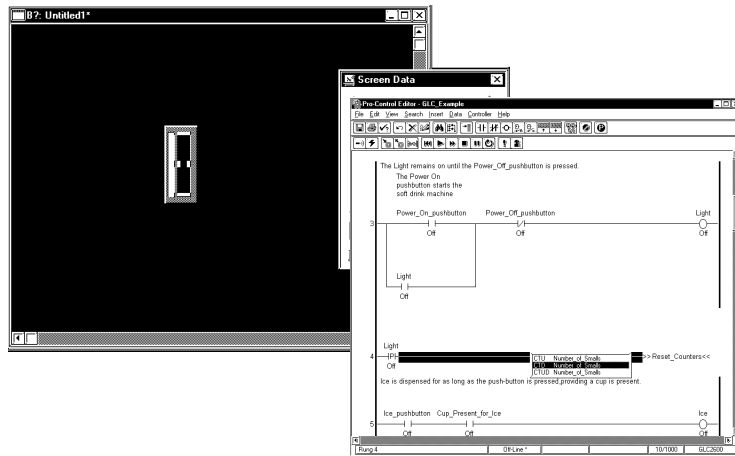 B?: Untitled1*
Screen Data
Pro-Control Editor - GLC_Example
File Edit View Search Insert Data Controller Help
The Light remains on until the Power_Off_pushbutton is pressed.
The Power On
pushbutton starts the
soft drink machine
Power_On_pushbutton Power_Off_pushbutton Light
3
Off Off Off
Light
Off
Light
4 P >> Reset_Counters<<
Off
CTU Number_of_Smalls
CTD Number_of_Smalls
CTUD Number_of_Smalls
Ice is dispensed for as long as the push-button is pressed,providing a cup is present.
Ice_pushbutton Cup_Present_for_Ice Ice
5
Off Off Off
Rung 4 Off-Line * 10/1000 GLC2600